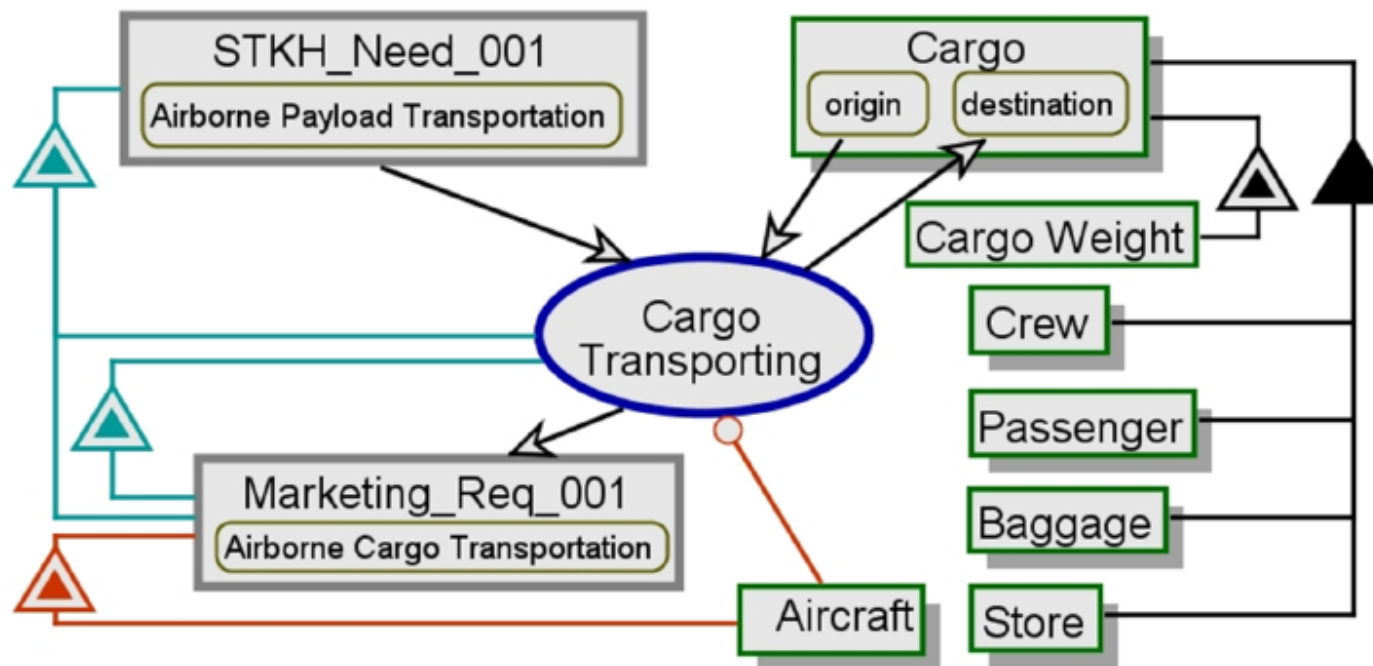 STKH_Need_001
Airborne Payload Transportation
Cargo
origin
destination
Cargo Weight
Cargo
Transporting
Crew
Passenger
Marketing_Req_001
Airborne Cargo Transportation
Baggage
Aircraft
Store